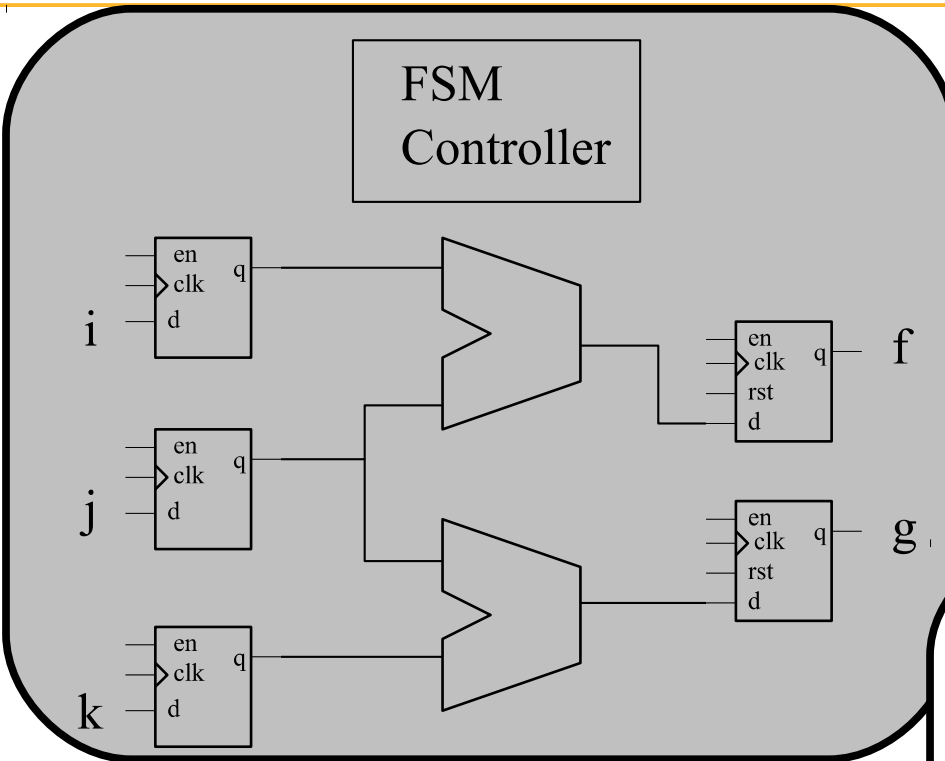 FSM
Controller
en
clk
d
q
i
en
clk
d
q
j
en
clk
d
q
k
en
clk
rst
d
q
f
en
clk
rst
d
q
g